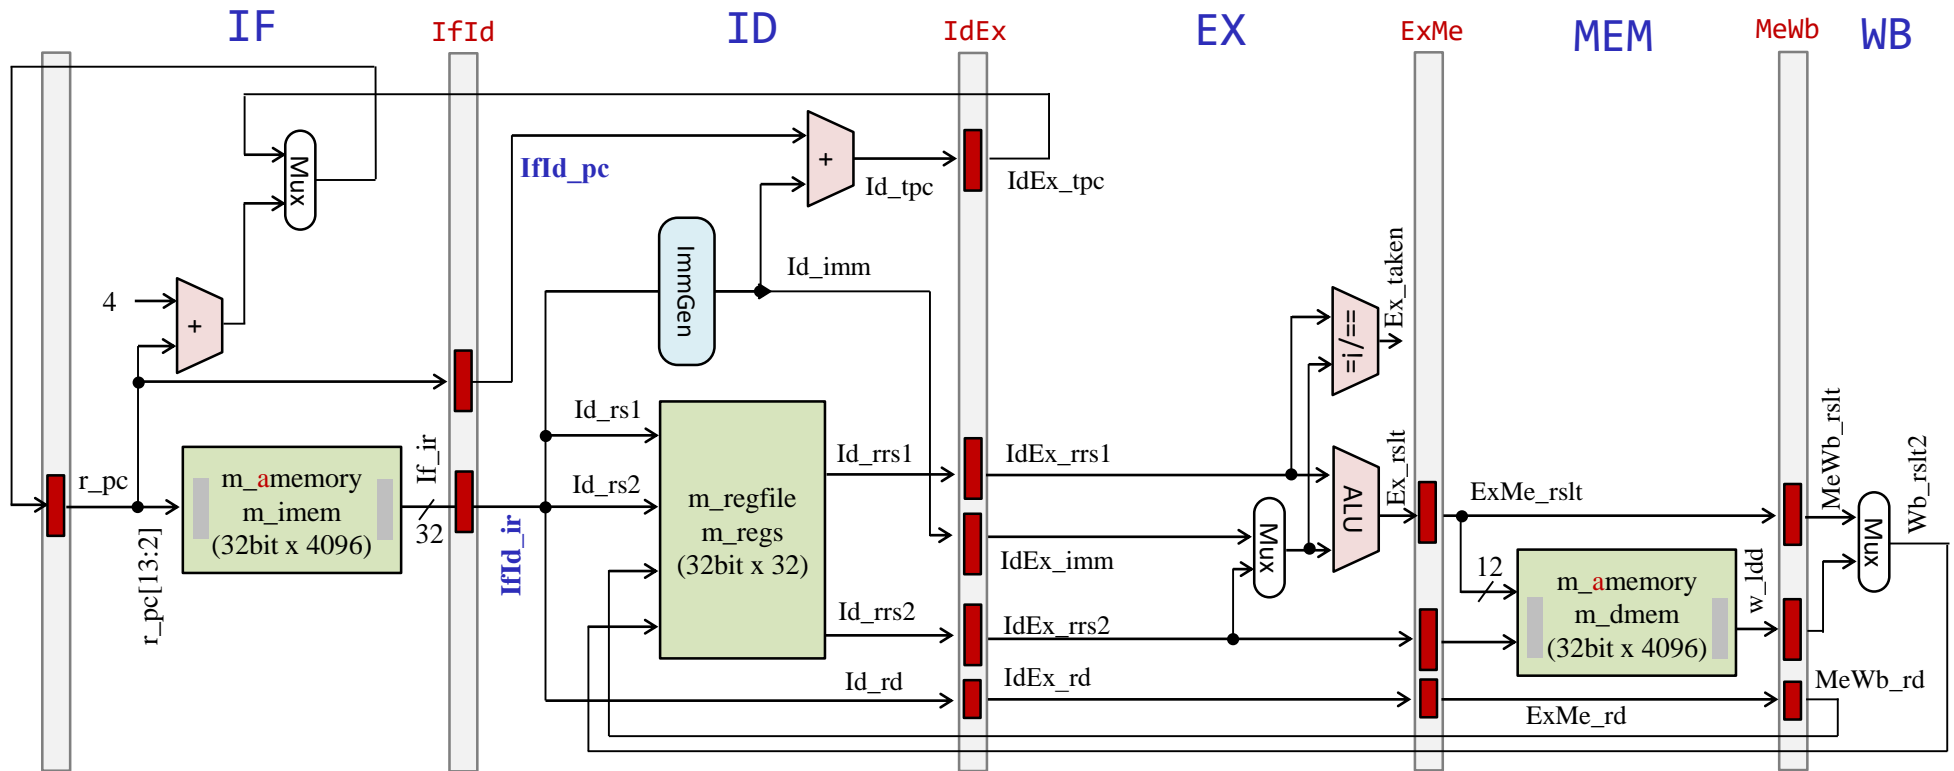 IF
IfId
ID
IdEx
EX
ExMe
MEM
MeWb
WB
Mux
4
+
r_pc
r_pc[13:2]
m_amemory
m_imem
(32bit x 4096)
If_ir
32
IfId_pc
IfId_ir
+
Id_tpc
IdEx_tpc
ImmGen
Id_imm
Id_rs1
Id_rs2
m_regfile
m_regs
(32bit x 32)
Id_rrs1
Id_rrs2
Id_rd
IdEx_rrs1
IdEx_imm
IdEx_rrs2
IdEx_rd
Mux
==/!=
Ex_taken
ALU
Ex_rslt
ExMe_rslt
12
m_amemory
m_dmem
(32bit x 4096)
w_ldd
ExMe_rd
MeWb_rslt
Mux
Wb_rslt2
MeWb_rd